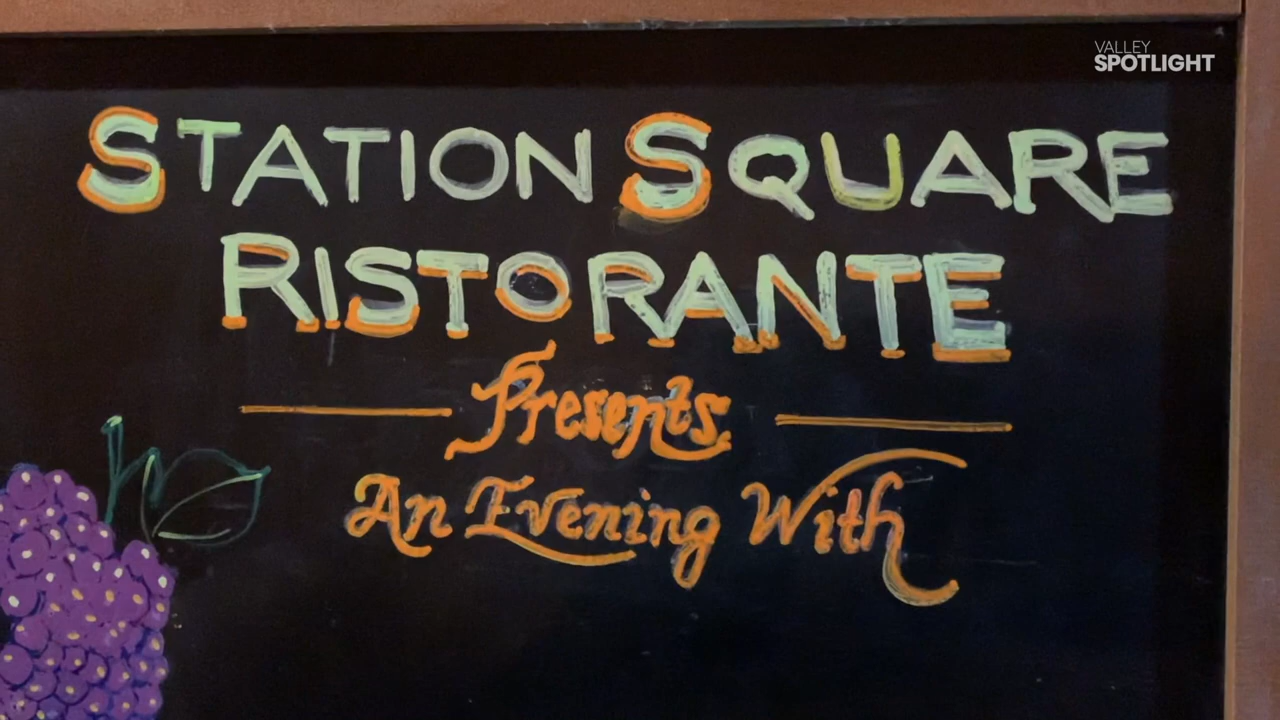 VALLEY
SPOTLIGHT
STATION SQUARE
RISTORANTE
Presents
An Evening With